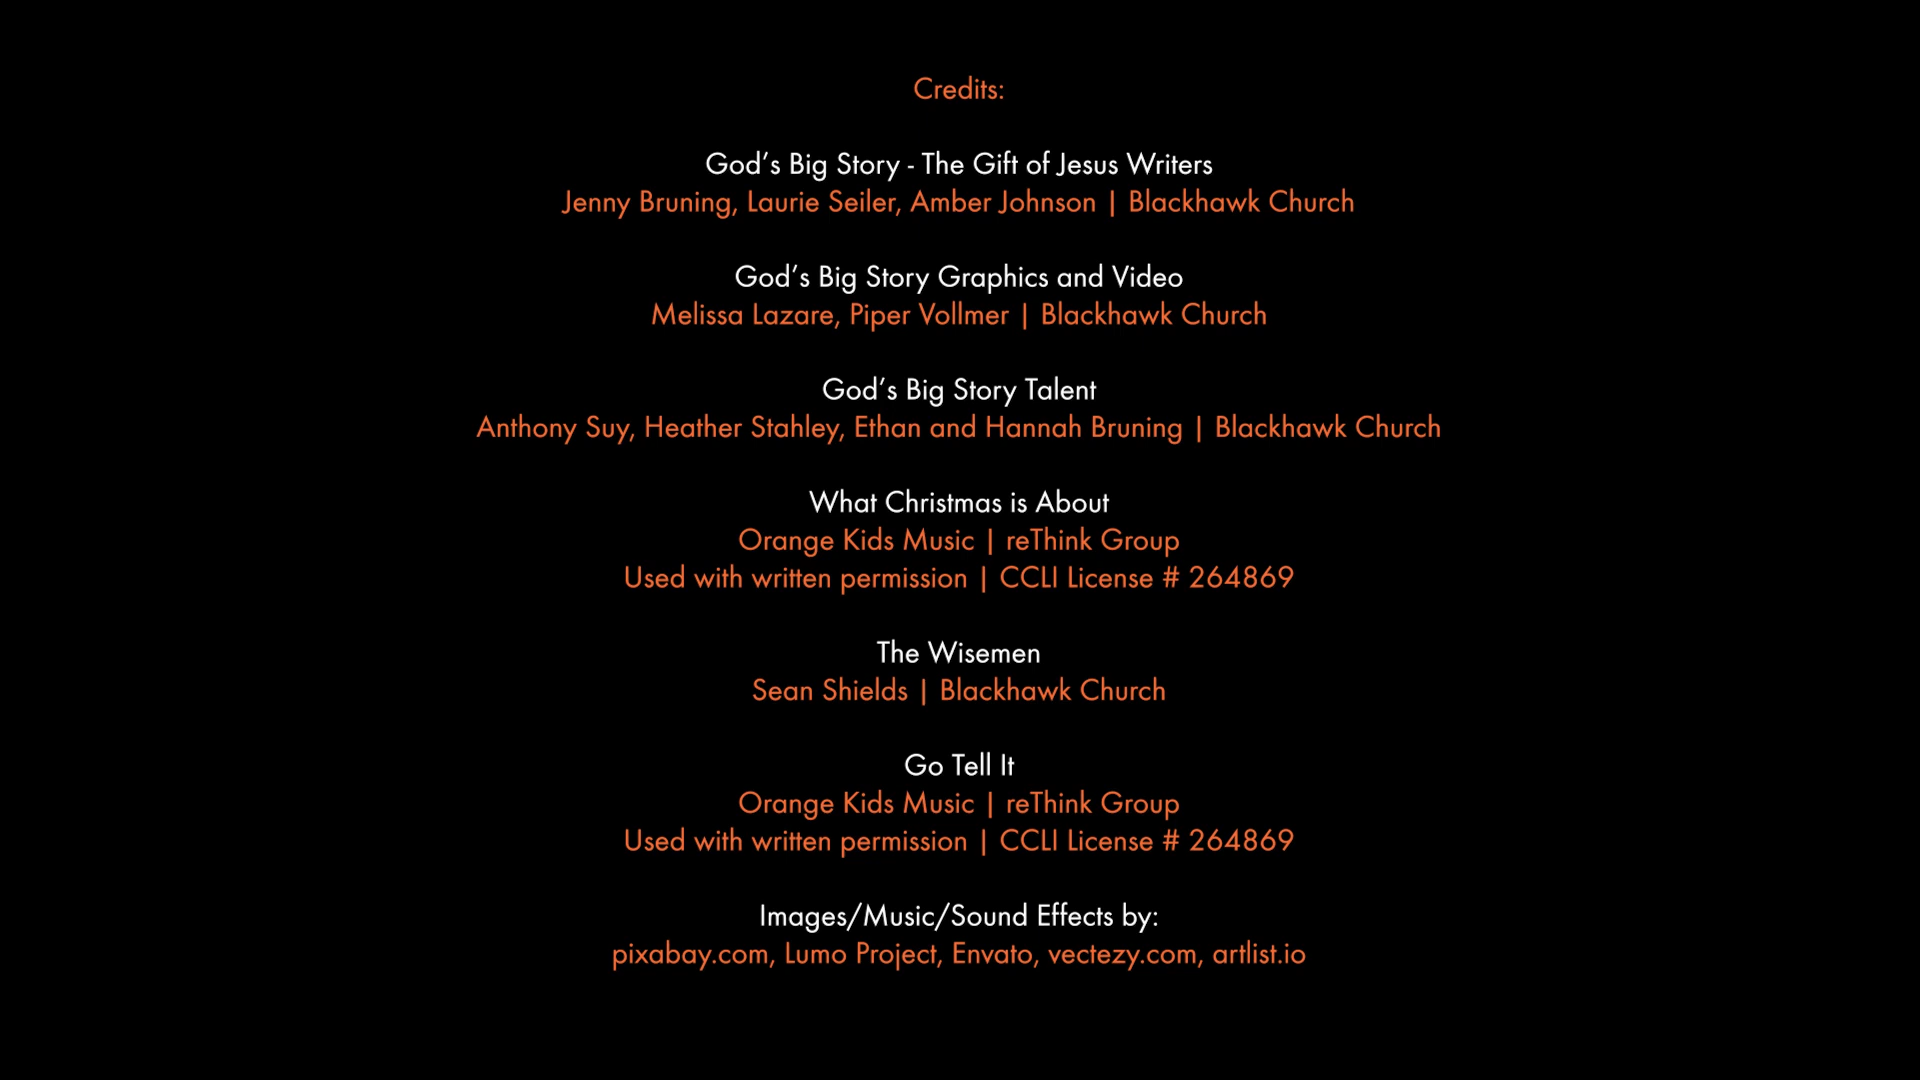 Credits:
God’s Big Story - The Gift of Jesus Writers
Jenny Bruning, Laurie Seiler, Amber Johnson | Blackhawk Church
God’s Big Story Graphics and Video
Melissa Lazare, Piper Vollmer | Blackhawk Church
God’s Big Story Talent
Anthony Suy, Heather Stahley, Ethan and Hannah Bruning | Blackhawk Church
What Christmas is About
Orange Kids Music | reThink Group
Used with written permission | CCLI License # 264869
The Wisemen
Sean Shields | Blackhawk Church
Go Tell It
Orange Kids Music | reThink Group
Used with written permission | CCLI License # 264869
Images/Music/Sound Effects by:
pixabay.com, Lumo Project, Envato, vectezy.com, artlist.io